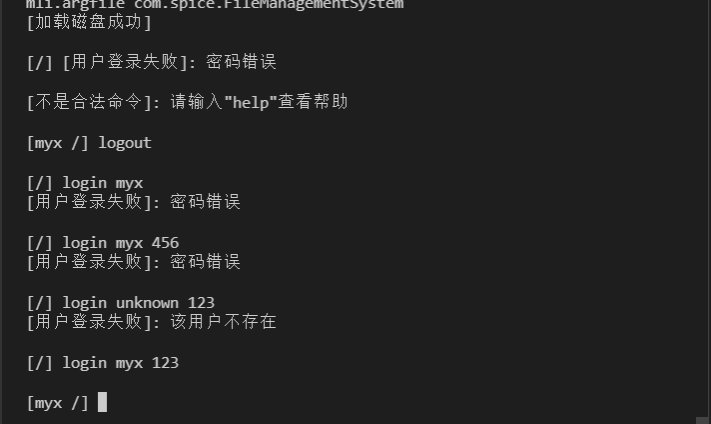 mli.argfile com.spice.FileManagementSystem
[加载磁盘成功]
[/] [用户登录失败]: 密码错误
[不是合法命令]: 请输入"help"查看帮助
[myx /] logout
[/] login myx
[用户登录失败]: 密码错误
[/] login myx 456
[用户登录失败]: 密码错误
[/] login unknown 123
[用户登录失败]: 该用户不存在
[/] login myx 123
[myx /]